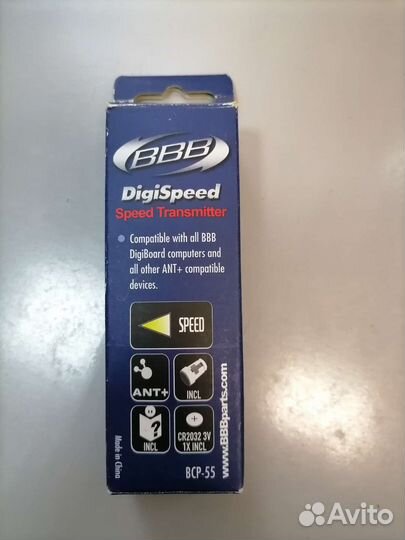 BBB
DigiSpeed
Speed Transmitter
Compatible with all BBB
DigiBoard computers and
all other ANT+ compatible
devices.
SPEED
ANT+
INCL
?
INCL
+
CR2032 3V
1X INCL
Made in China
www.BBBparts.com
BCP-55
Avito